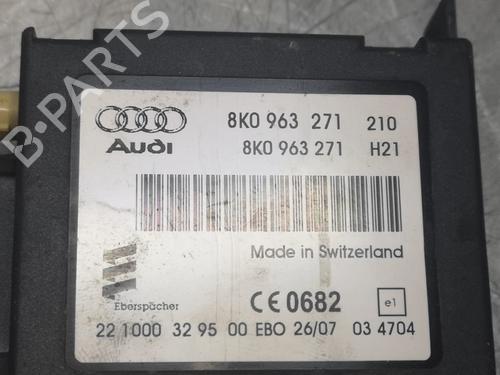 B-PARTS
8K0 963 271 210
Audi 8K0 963 271 H21
Made in Switzerland
Eberspächer
CE 0682 e1
22 1000 32 95 00 EBO 26/07 03 4704